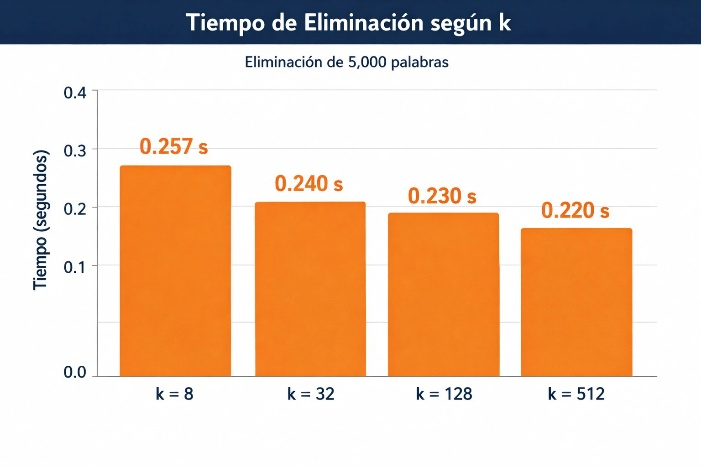 Tiempo de Eliminación según k
Eliminación de 5,000 palabras
Tiempo (segundos)
0.4
0.3
0.2
0.1
0.0
0.257 s
0.240 s
0.230 s
0.220 s
k = 8
k = 32
k = 128
k = 512